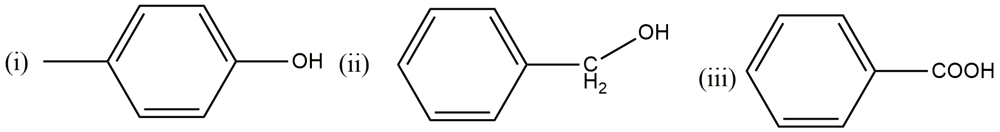 (i) OH
(ii) C OH
H2
(iii) COOH